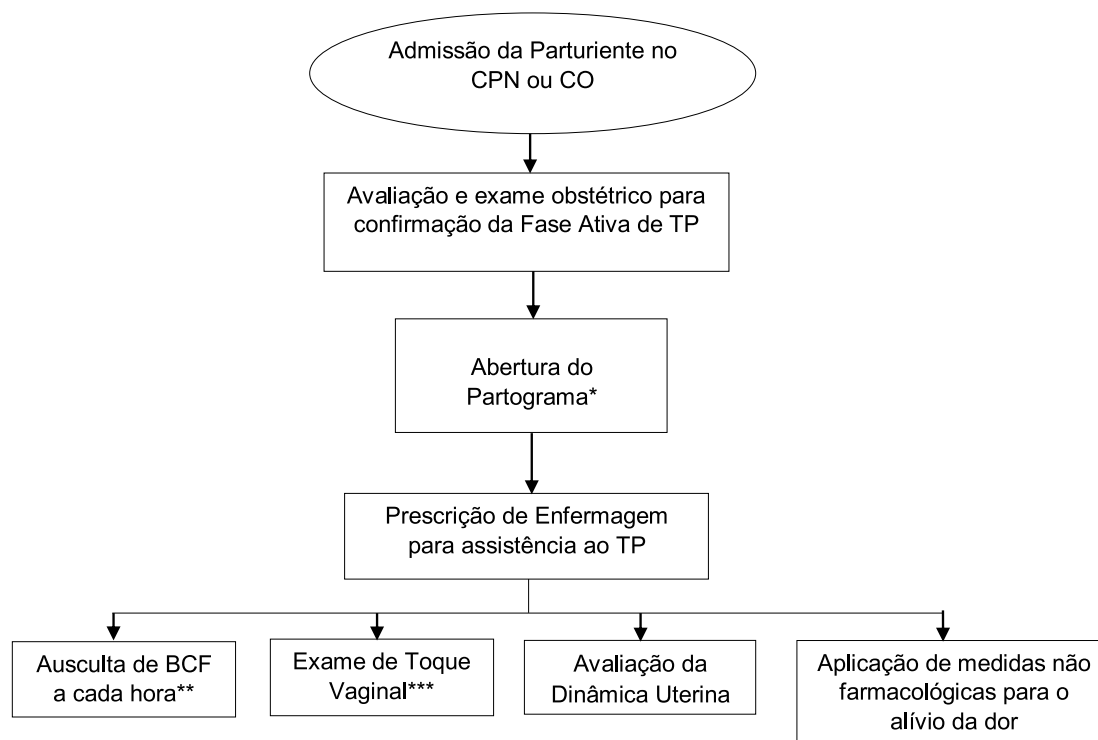 Admissão da Parturiente no
CPN ou CO
Avaliação e exame obstétrico para
confirmação da Fase Ativa de TP
Abertura do
Partograma*
Prescrição de Enfermagem
para assistência ao TP
Ausculta de BCF
a cada hora**
Exame de Toque
Vaginal***
Avaliação da
Dinâmica Uterina
Aplicação de medidas não
farmacológicas para o
alívio da dor